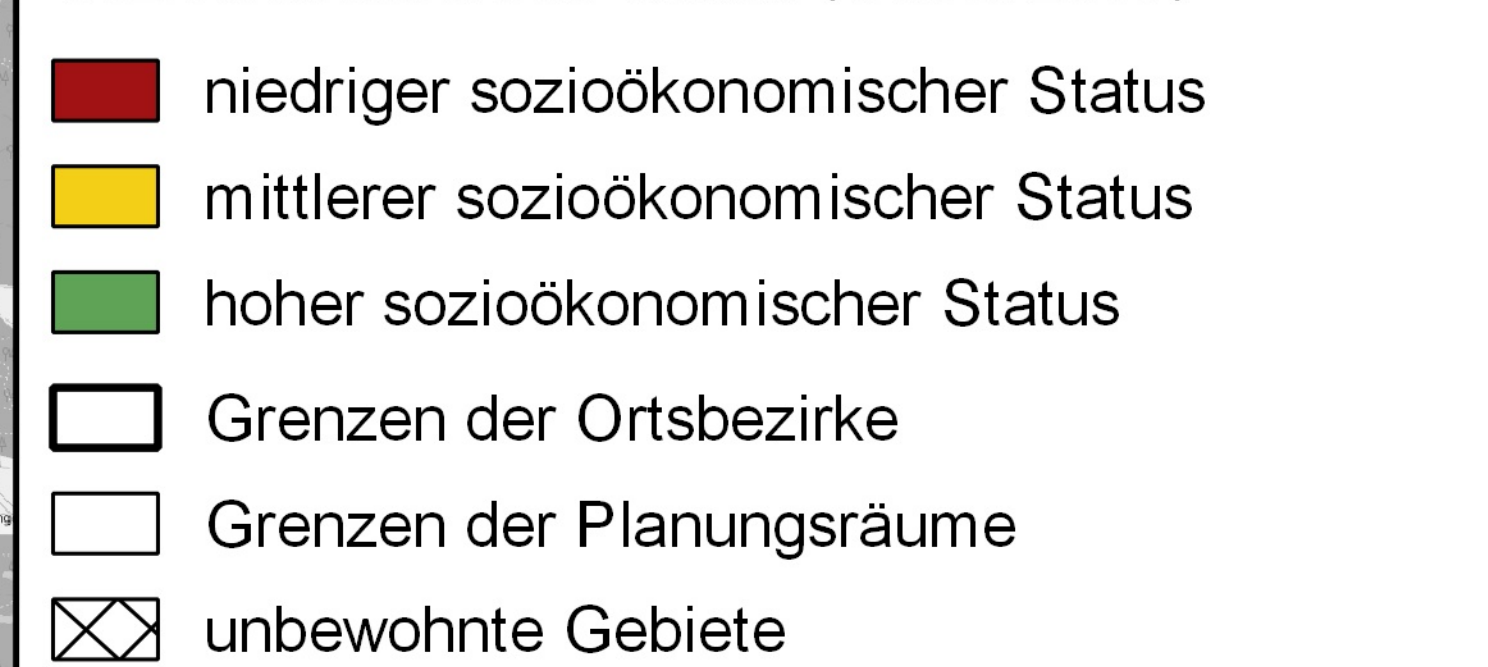 niedriger sozioökonomischer Status
mittlerer sozioökonomischer Status
hoher sozioökonomischer Status
Grenzen der Ortsbezirke
Grenzen der Planungsräume
unbewohnte Gebiete